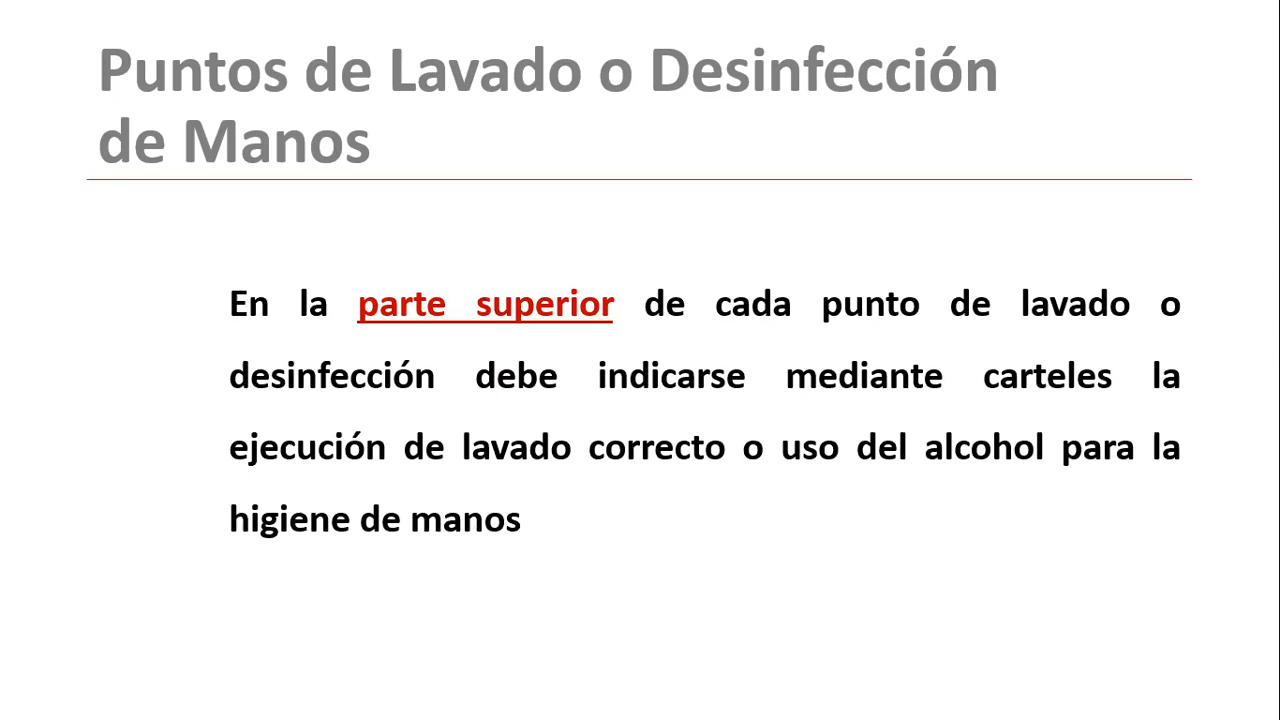 Puntos de Lavado o Desinfección
de Manos
En la parte superior de cada punto de lavado o
desinfección debe indicarse mediante carteles la
ejecución de lavado correcto o uso del alcohol para la
higiene de manos